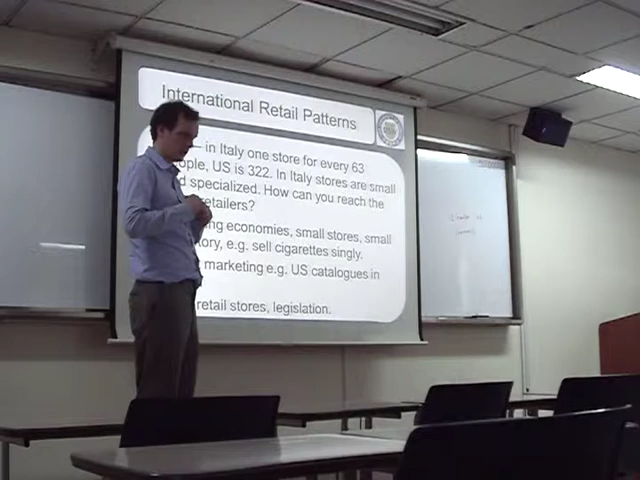 International Retail Patterns
— in Italy one store for every 63
ople, US is 322. In Italy stores are small
d specialized. How can you reach the
retailers?
ng economies, small stores, small
tory, e.g. sell cigarettes singly.
marketing e.g. US catalogues in
retail stores, legislation.